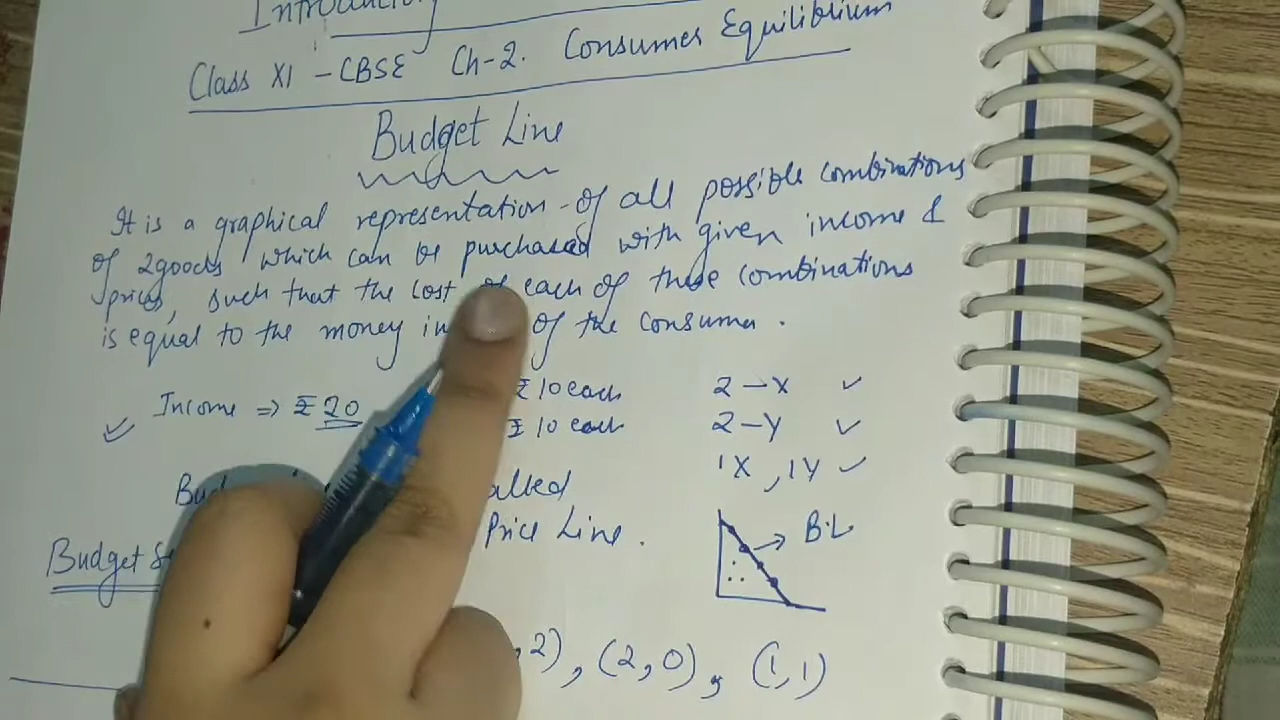 Class XI - CBSE Ch-2. Consumer Equilibrium
Budget Line
It is a graphical representation of all possible combinations
of 2 goods which can be purchased with given income &
prices, such that the cost of each of these combinations
is equal to the money of the consumer.
Income ⇒ ₹ 20 ₹ 10 each 2 - X ✓
✓ ₹ 10 each 2 - Y ✓
1X, 1Y ✓
Price Line.
→ B.L
Budget
2), (2,0), (1,1)